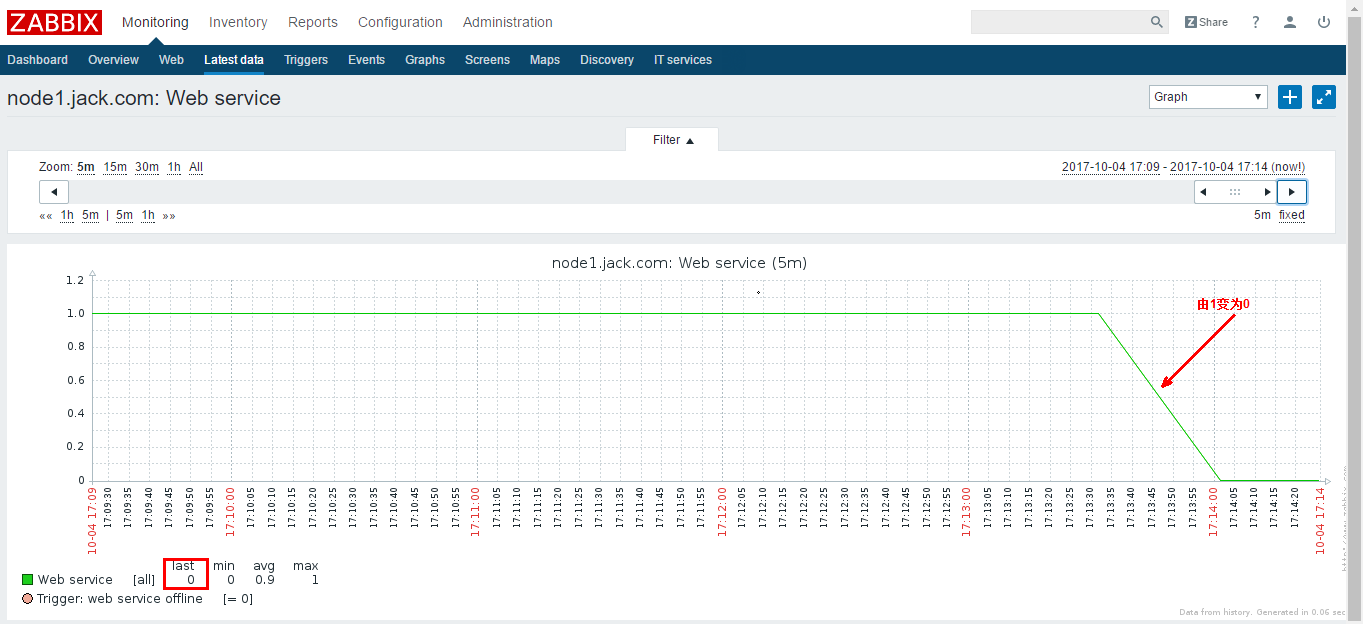 ZABBIX Monitoring Inventory Reports Configuration Administration Z Share ?
Dashboard Overview Web Latest data Triggers Events Graphs Screens Maps Discovery IT services
node1.jack.com: Web service Graph ▼
Filter ▲
Zoom: 5m 15m 30m 1h All 2017-10-04 17:09 - 2017-10-04 17:14 (now!)
«« 1h 5m | 5m 1h »» 5m fixed
node1.jack.com: Web service (5m)
1.2
由1变为0
1.0
0.8
0.6
0.4
0.2
0
10-04 17:09 17:09:30 17:09:35 17:09:40 17:09:45 17:09:50 17:09:55 17:10:00 17:10:05 17:10:10 17:10:15 17:10:20 17:10:25 17:10:30 17:10:35 17:10:40 17:10:45 17:10:50 17:10:55 17:11:00 17:11:05 17:11:10 17:11:15 17:11:20 17:11:25 17:11:30 17:11:35 17:11:40 17:11:45 17:11:50 17:11:55 17:12:00 17:12:05 17:12:10 17:12:15 17:12:20 17:12:25 17:12:30 17:12:35 17:12:40 17:12:45 17:12:50 17:12:55 17:13:00 17:13:05 17:13:10 17:13:15 17:13:20 17:13:25 17:13:30 17:13:35 17:13:40 17:13:45 17:13:50 17:13:55 17:14:00 17:14:05 17:14:10 17:14:15 17:14:20 10-04 17:14
last min avg max
Web service [all] 0 0 0.9 1
Trigger: web service offline [= 0]
Data from history. Generated in 0.06 sec